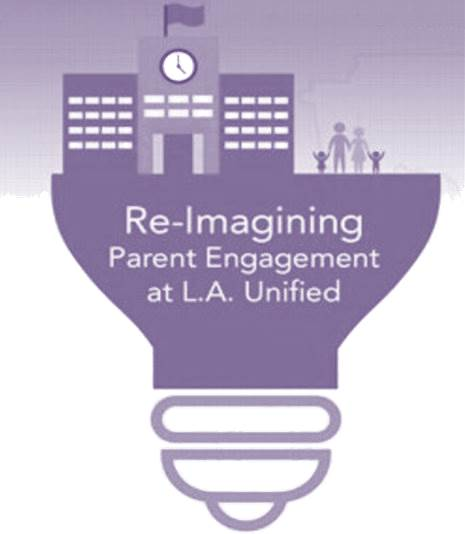 Re-Imagining
Parent Engagement
at L.A. Unified